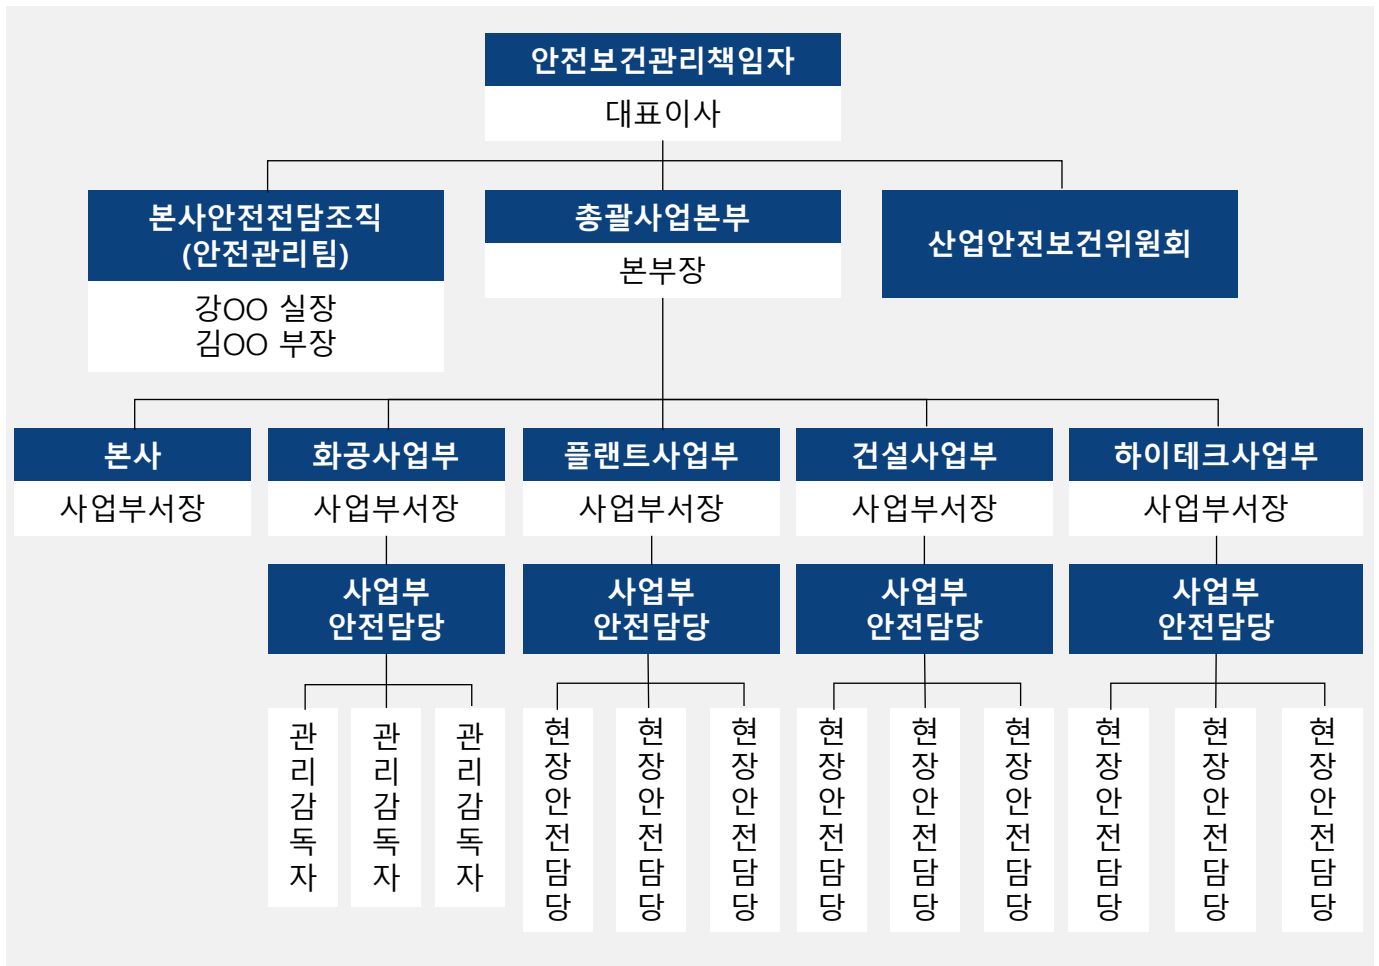 안전보건관리책임자
대표이사
본사안전전담조직
(안전관리팀)
강OO 실장
김OO 부장
총괄사업본부
본부장
산업안전보건위원회
본사
사업부서장
화공사업부
사업부서장
플랜트사업부
사업부서장
건설사업부
사업부서장
하이테크사업부
사업부서장
사업부
안전담당
사업부
안전담당
사업부
안전담당
사업부
안전담당
관리감독자
관리감독자
관리감독자
현장안전담당
현장안전담당
현장안전담당
현장안전담당
현장안전담당
현장안전담당
현장안전담당
현장안전담당
현장안전담당